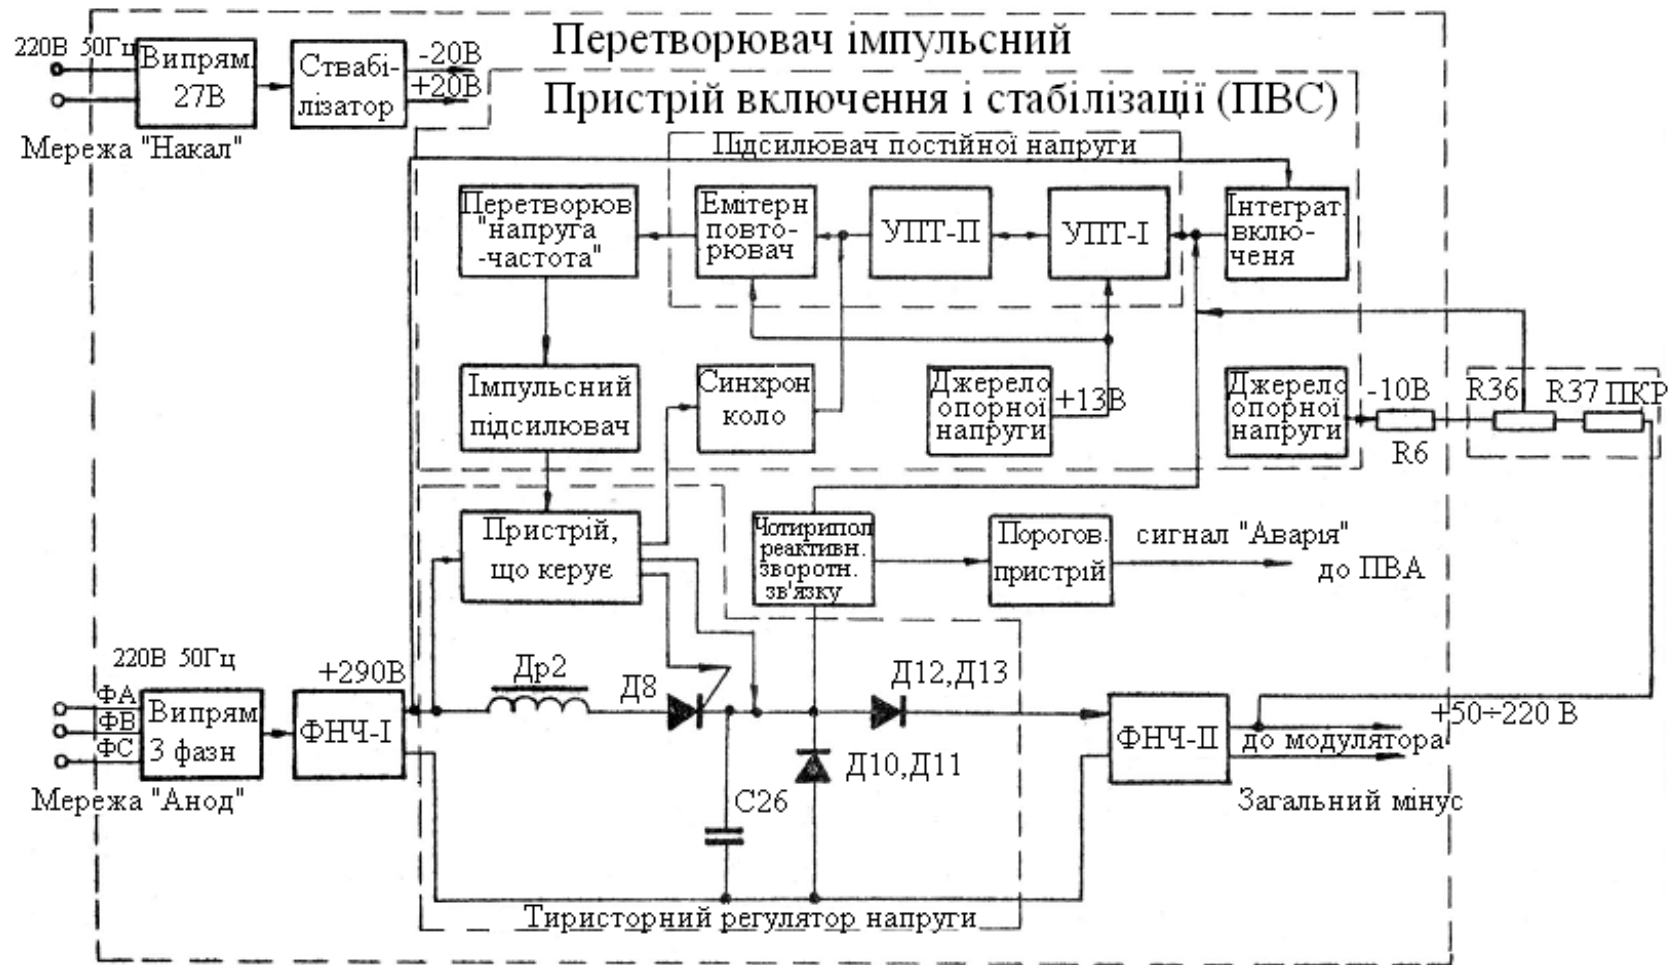 Перетворювач імпульсний
220В 50Гц
Випрям.
27В
Ствабі-
лізатор
-20В
+20В
Мережа "Накал"
Пристрій включення і стабілізації (ПВС)
Підсилювач постійної напруги
Перетворюв
"напруга
-частота"
Емітерн
повто-
рювач
УПТ-П
УПТ-І
Інтеграт.
вклю-
ченя
Імпульсний
підсилювач
Синхрон
коло
Джерело
опорної
напруги
+13В
Джерело
опорної
напруги
-10В
R6
R36
R37
ПКР
Пристрій,
що керує
Чотирипол
реактивн.
зворотн.
зв'язку
Порогов.
пристрій
сигнал "Аварія"
до ПВА
220В 50Гц
ФА
ФВ
ФС
Випрям
3 фазн
+290В
ФНЧ-І
Мережа "Анод"
Др2
Д8
Д12,Д13
Д10,Д11
С26
ФНЧ-П
+50÷220 В
до модулятора
Загальний мінус
Тиристорний регулятор напруги